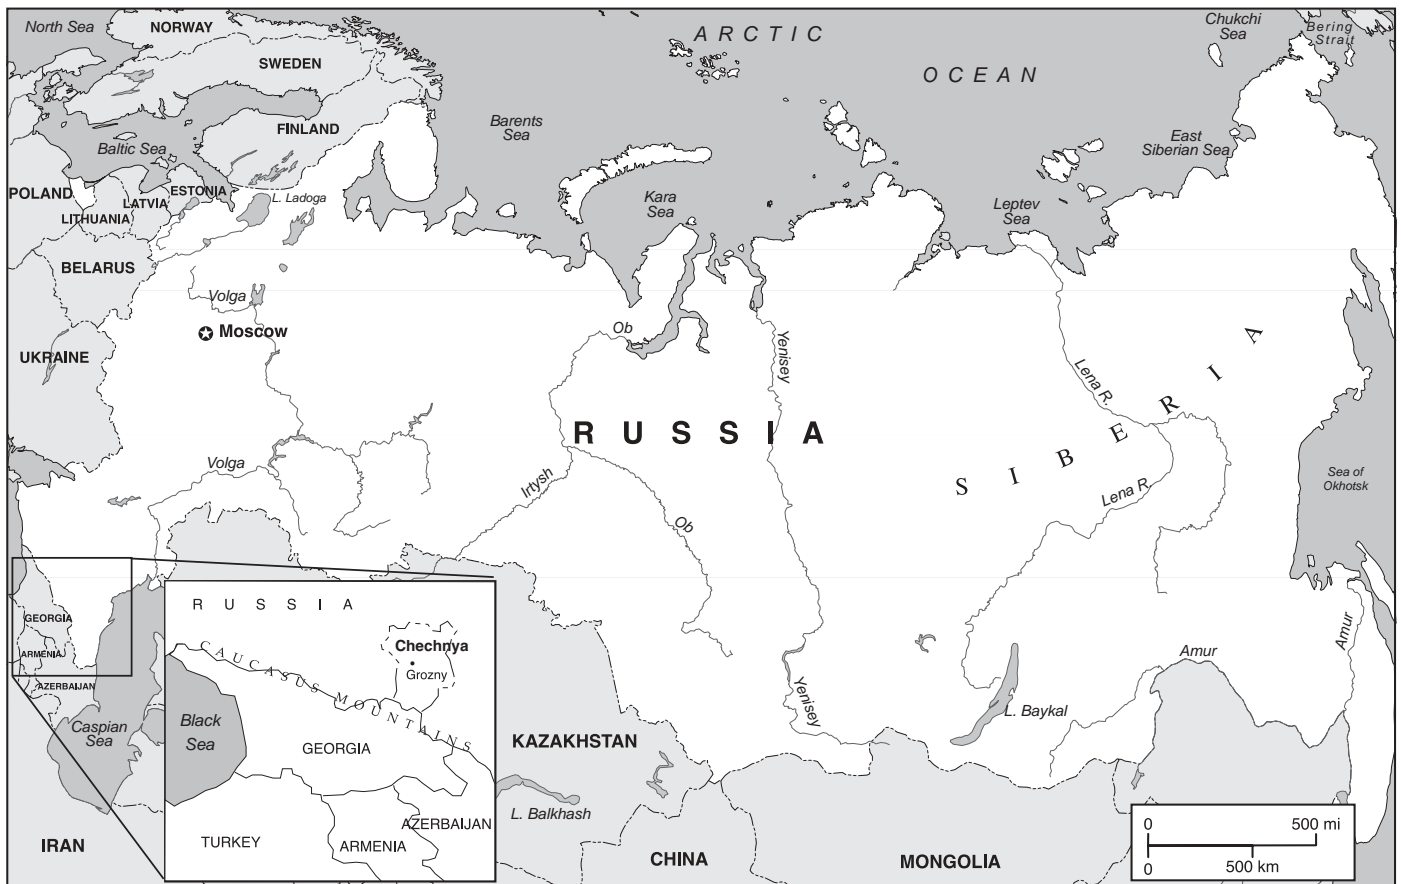 North Sea
NORWAY
SWEDEN
FINLAND
Baltic Sea
POLAND
ESTONIA
LATVIA
LITHUANIA
L. Ladoga
BELARUS
UKRAINE
Volga
Moscow
Volga
ARCTIC
OCEAN
Chukchi
Sea
Bering
Strait
Barents
Sea
Kara
Sea
Leptev
Sea
East
Siberian Sea
Ob
Yenisey
Lena R.
RUSSIA
SIBERIA
Irtysh
Ob
Lena R.
Sea of
Okhotsk
Yenisey
L. Baykal
Amur
Amur
GEORGIA
ARMENIA
AZERBAIJAN
Caspian
Sea
IRAN
RUSSIA
CAUCASUS MOUNTAINS
Chechnya
Grozny
Black
Sea
GEORGIA
TURKEY
ARMENIA
AZERBAIJAN
KAZAKHSTAN
L. Balkhash
CHINA
MONGOLIA
0 500 mi
0 500 km